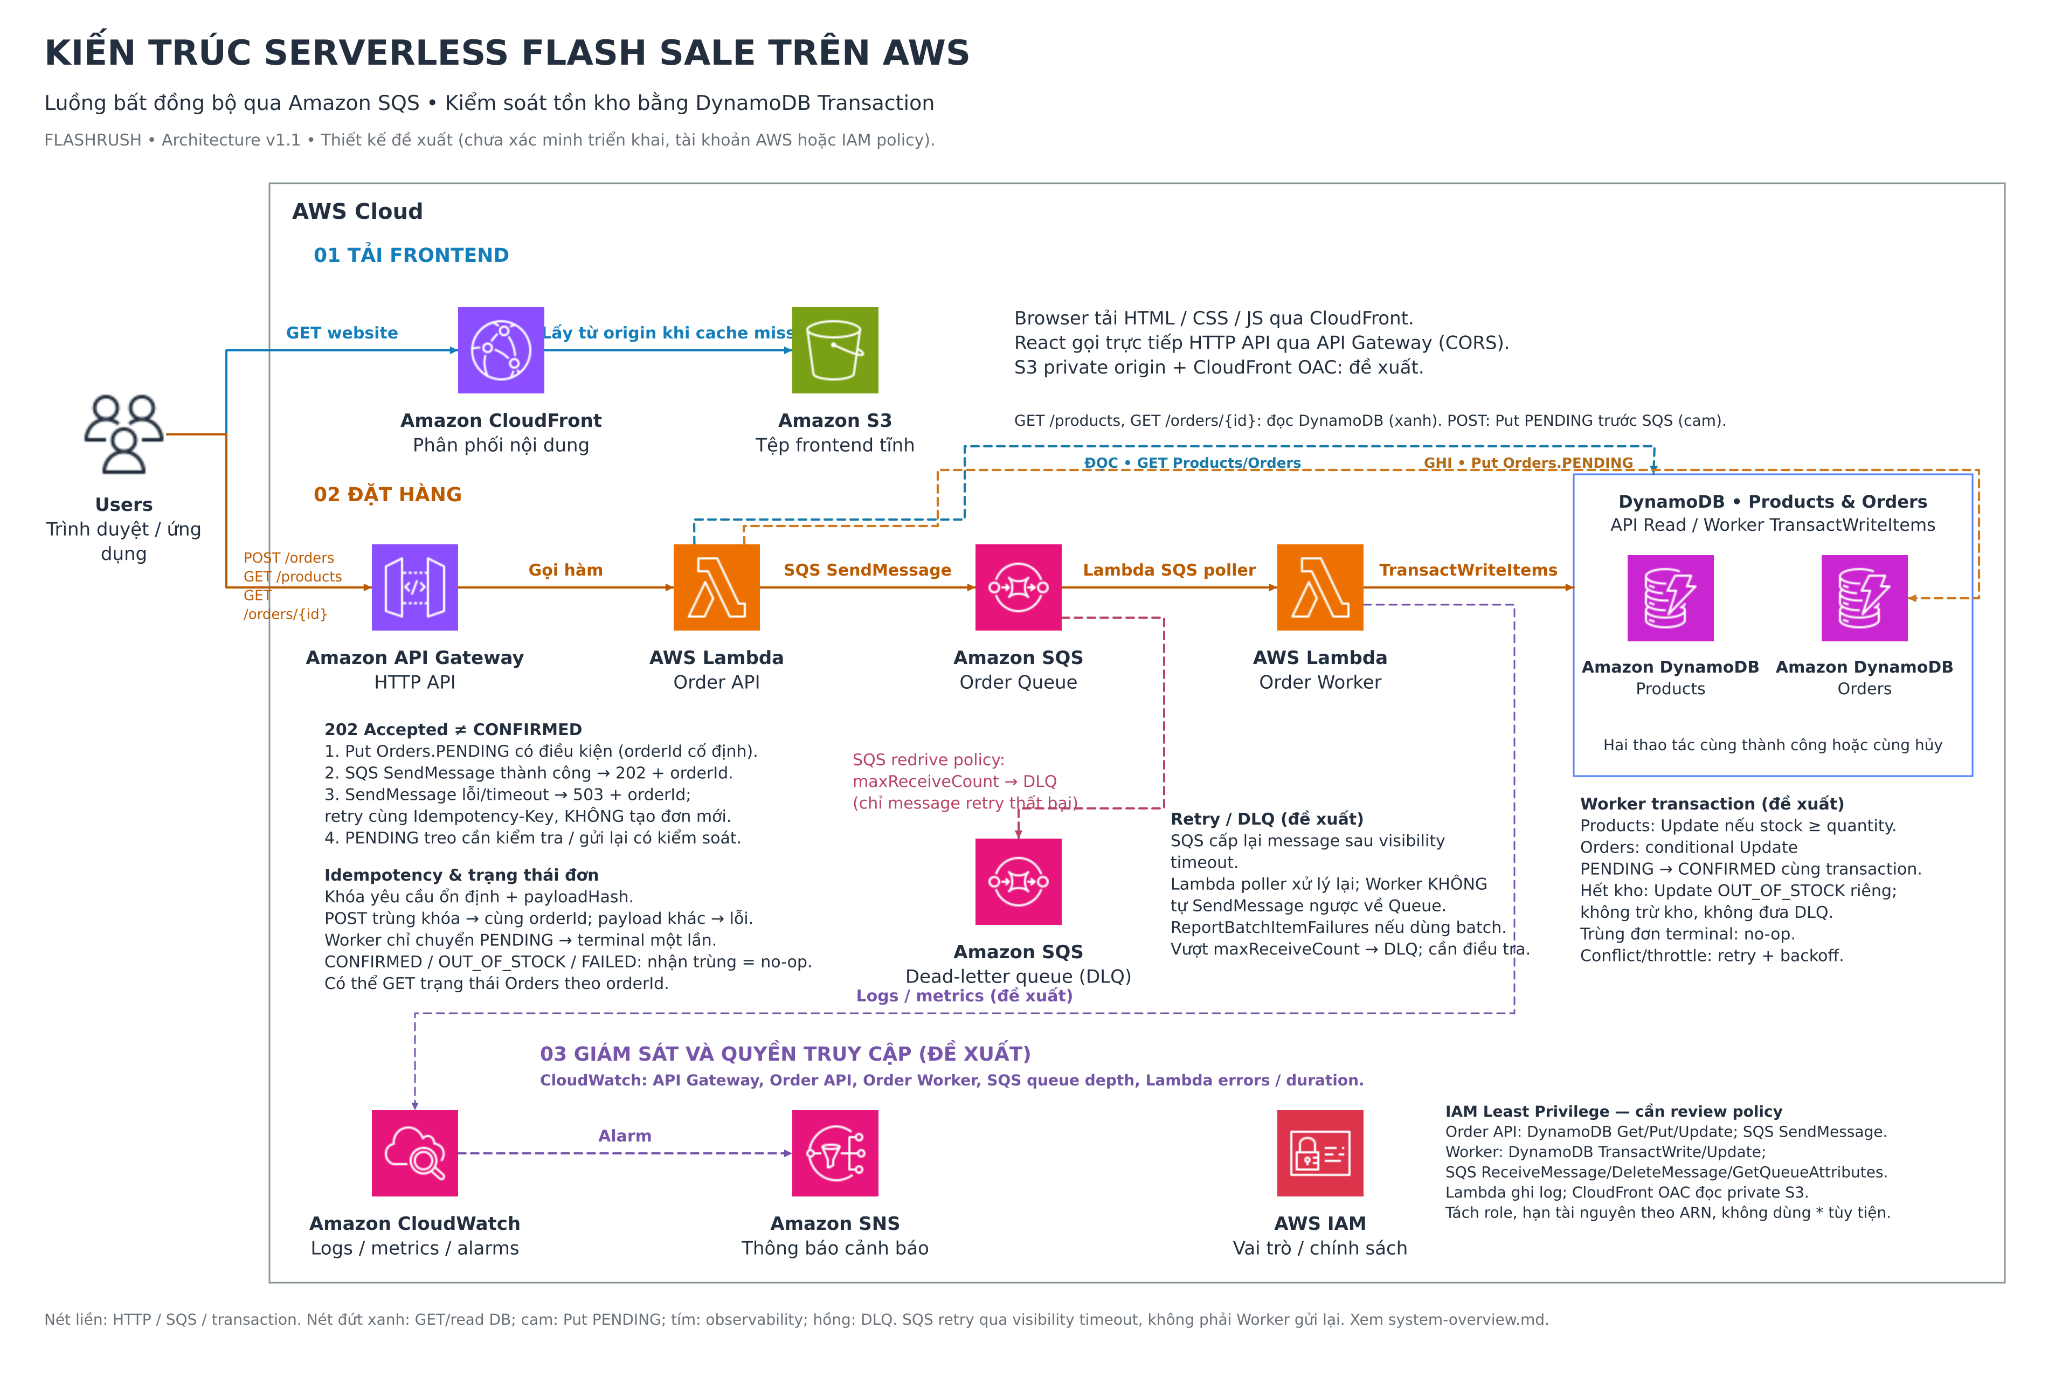 KIẾN TRÚC SERVERLESS FLASH SALE TRÊN AWS
Luồng bất đồng bộ qua Amazon SQS • Kiểm soát tồn kho bằng DynamoDB Transaction
FLASHRUSH • Architecture v1.1 • Thiết kế đề xuất (chưa xác minh triển khai, tài khoản AWS hoặc IAM policy).
AWS Cloud
01 TẢI FRONTEND
GET website
Lấy từ origin khi cache miss
Amazon CloudFront
Phân phối nội dung
Amazon S3
Tệp frontend tĩnh
Browser tải HTML / CSS / JS qua CloudFront.
React gọi trực tiếp HTTP API qua API Gateway (CORS).
S3 private origin + CloudFront OAC: đề xuất.
GET /products, GET /orders/{id}: đọc DynamoDB (xanh). POST: Put PENDING trước SQS (cam).
ĐỌC • GET Products/Orders
GHI • Put Orders.PENDING
Users
Trình duyệt / ứng
dụng
02 ĐẶT HÀNG
POST /orders
GET /products
GET
/orders/{id}
Gọi hàm
SQS SendMessage
Lambda SQS poller
TransactWriteItems
Amazon API Gateway
HTTP API
AWS Lambda
Order API
Amazon SQS
Order Queue
AWS Lambda
Order Worker
DynamoDB • Products & Orders
API Read / Worker TransactWriteItems
Amazon DynamoDB
Products
Amazon DynamoDB
Orders
Hai thao tác cùng thành công hoặc cùng hủy
202 Accepted ≠ CONFIRMED
1. Put Orders.PENDING có điều kiện (orderId cố định).
2. SQS SendMessage thành công → 202 + orderId.
3. SendMessage lỗi/timeout → 503 + orderId;
retry cùng Idempotency-Key, KHÔNG tạo đơn mới.
4. PENDING treo cần kiểm tra / gửi lại có kiểm soát.
Idempotency & trạng thái đơn
Khóa yêu cầu ổn định + payloadHash.
POST trùng khóa → cùng orderId; payload khác → lỗi.
Worker chỉ chuyển PENDING → terminal một lần.
CONFIRMED / OUT_OF_STOCK / FAILED: nhận trùng = no-op.
Có thể GET trạng thái Orders theo orderId.
SQS redrive policy:
maxReceiveCount → DLQ
(chỉ message retry thất bại)
Amazon SQS
Dead-letter queue (DLQ)
Retry / DLQ (đề xuất)
SQS cấp lại message sau visibility
timeout.
Lambda poller xử lý lại; Worker KHÔNG
tự SendMessage ngược về Queue.
ReportBatchItemFailures nếu dùng batch.
Vượt maxReceiveCount → DLQ; cần điều tra.
Worker transaction (đề xuất)
Products: Update nếu stock ≥ quantity.
Orders: conditional Update
PENDING → CONFIRMED cùng transaction.
Hết kho: Update OUT_OF_STOCK riêng;
không trừ kho, không đưa DLQ.
Trùng đơn terminal: no-op.
Conflict/throttle: retry + backoff.
Logs / metrics (đề xuất)
03 GIÁM SÁT VÀ QUYỀN TRUY CẬP (ĐỀ XUẤT)
CloudWatch: API Gateway, Order API, Order Worker, SQS queue depth, Lambda errors / duration.
Alarm
Amazon CloudWatch
Logs / metrics / alarms
Amazon SNS
Thông báo cảnh báo
AWS IAM
Vai trò / chính sách
IAM Least Privilege — cần review policy
Order API: DynamoDB Get/Put/Update; SQS SendMessage.
Worker: DynamoDB TransactWrite/Update;
SQS ReceiveMessage/DeleteMessage/GetQueueAttributes.
Lambda ghi log; CloudFront OAC đọc private S3.
Tách role, hạn tài nguyên theo ARN, không dùng * tùy tiện.
Nét liền: HTTP / SQS / transaction. Nét đứt xanh: GET/read DB; cam: Put PENDING; tím: observability; hồng: DLQ. SQS retry qua visibility timeout, không phải Worker gửi lại. Xem system-overview.md.